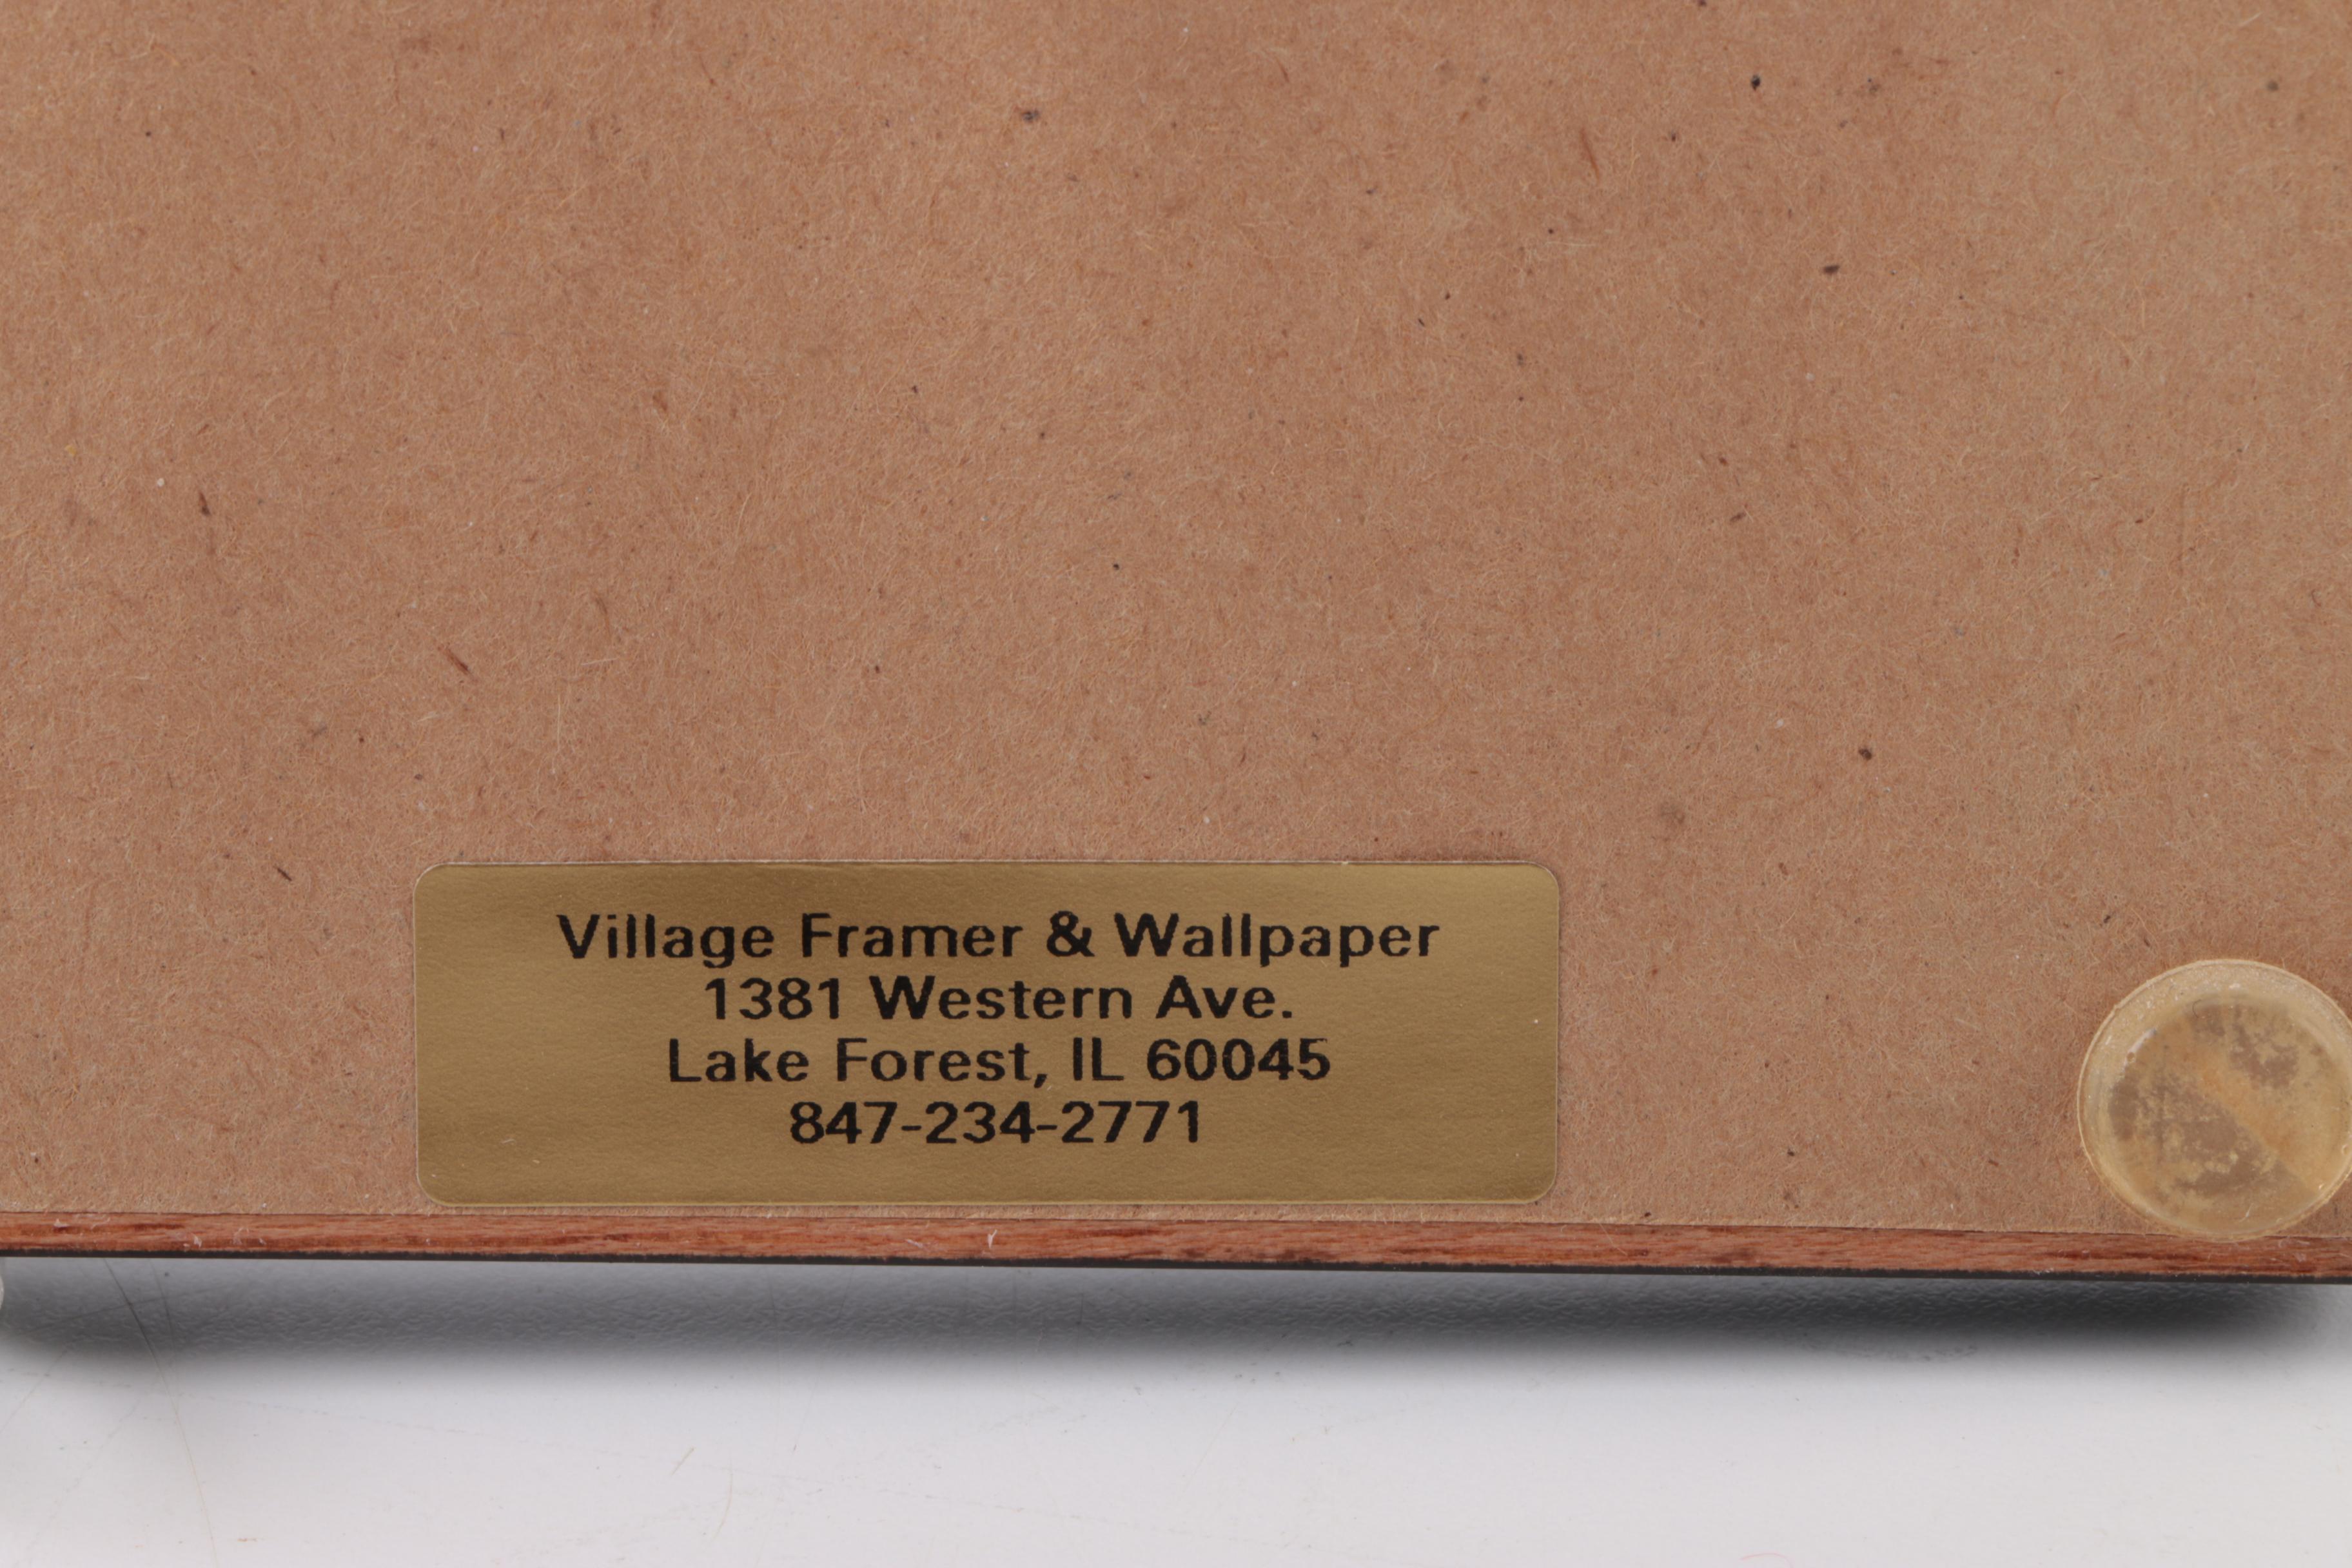 Village Framer & Wallpaper
1381 Western Ave.
Lake Forest, IL 60045
847-234-2771